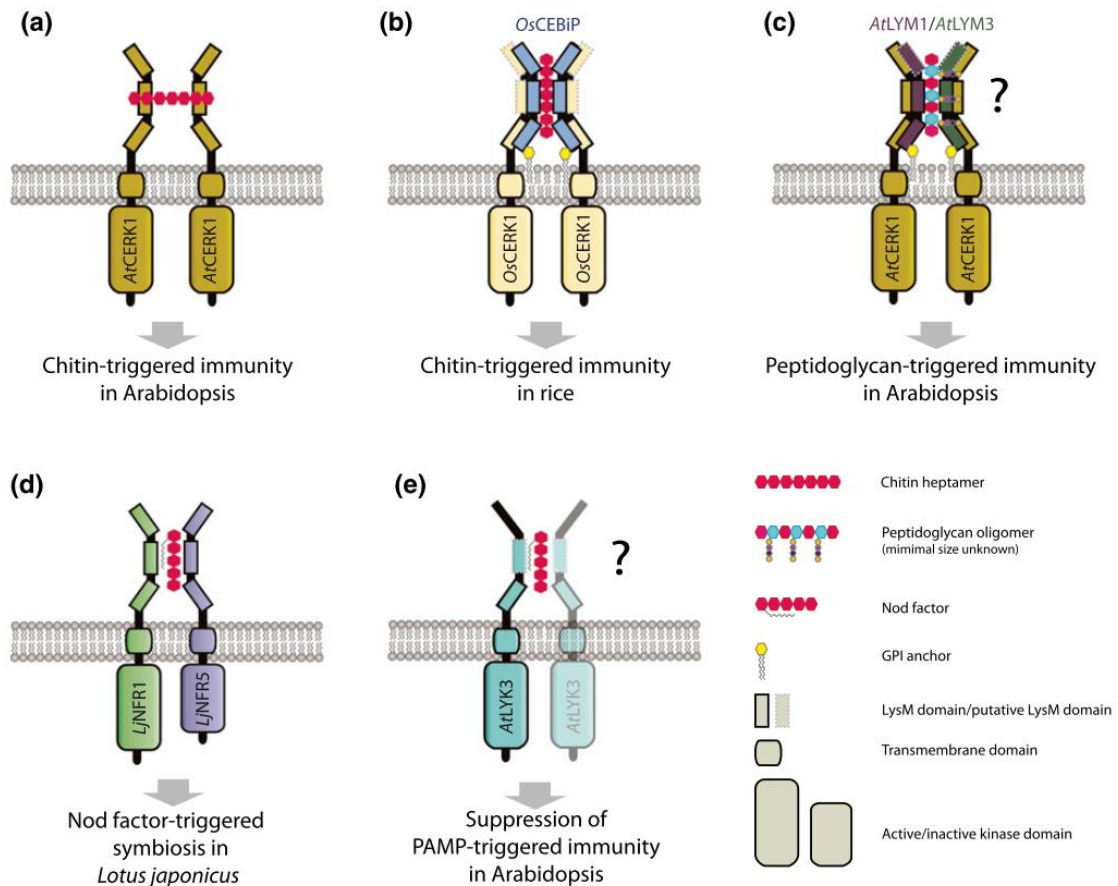 (a)
AtCERK1
AtCERK1
Chitin-triggered immunity
in Arabidopsis
(b)
OsCEBiP
OsCERK1
OsCERK1
Chitin-triggered immunity
in rice
(c)
AtLYM1/AtLYM3
?
AtCERK1
AtCERK1
Peptidoglycan-triggered immunity
in Arabidopsis
(d)
LjNFR1
LjNFR5
Nod factor-triggered
symbiosis in
Lotus japonicus
(e)
?
AtLYK3
AtLYK3
Suppression of
PAMP-triggered immunity
in Arabidopsis
Chitin heptamer
Peptidoglycan oligomer
(mimimal size unknown)
Nod factor
GPI anchor
LysM domain/putative LysM domain
Transmembrane domain
Active/inactive kinase domain